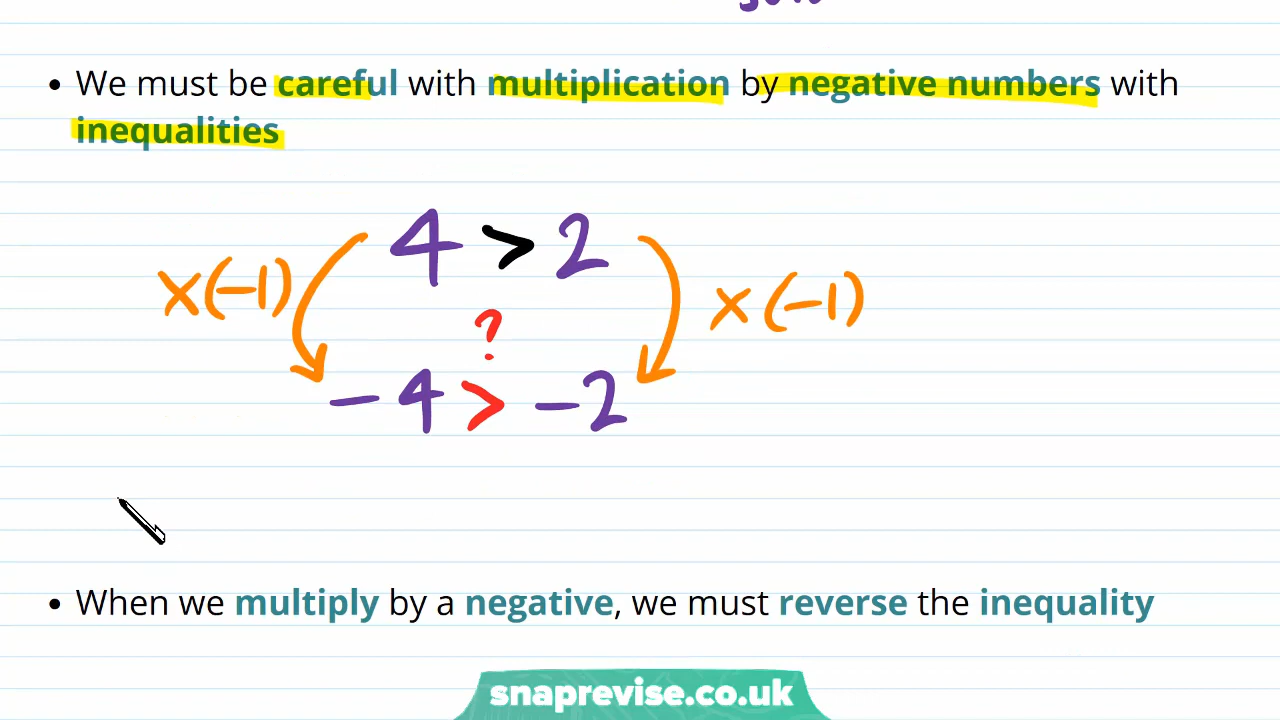 • We must be careful with multiplication by negative numbers with
inequalities
4 > 2
x(-1) x (-1)
?
-4 > -2
• When we multiply by a negative, we must reverse the inequality
snaprevise.co.uk